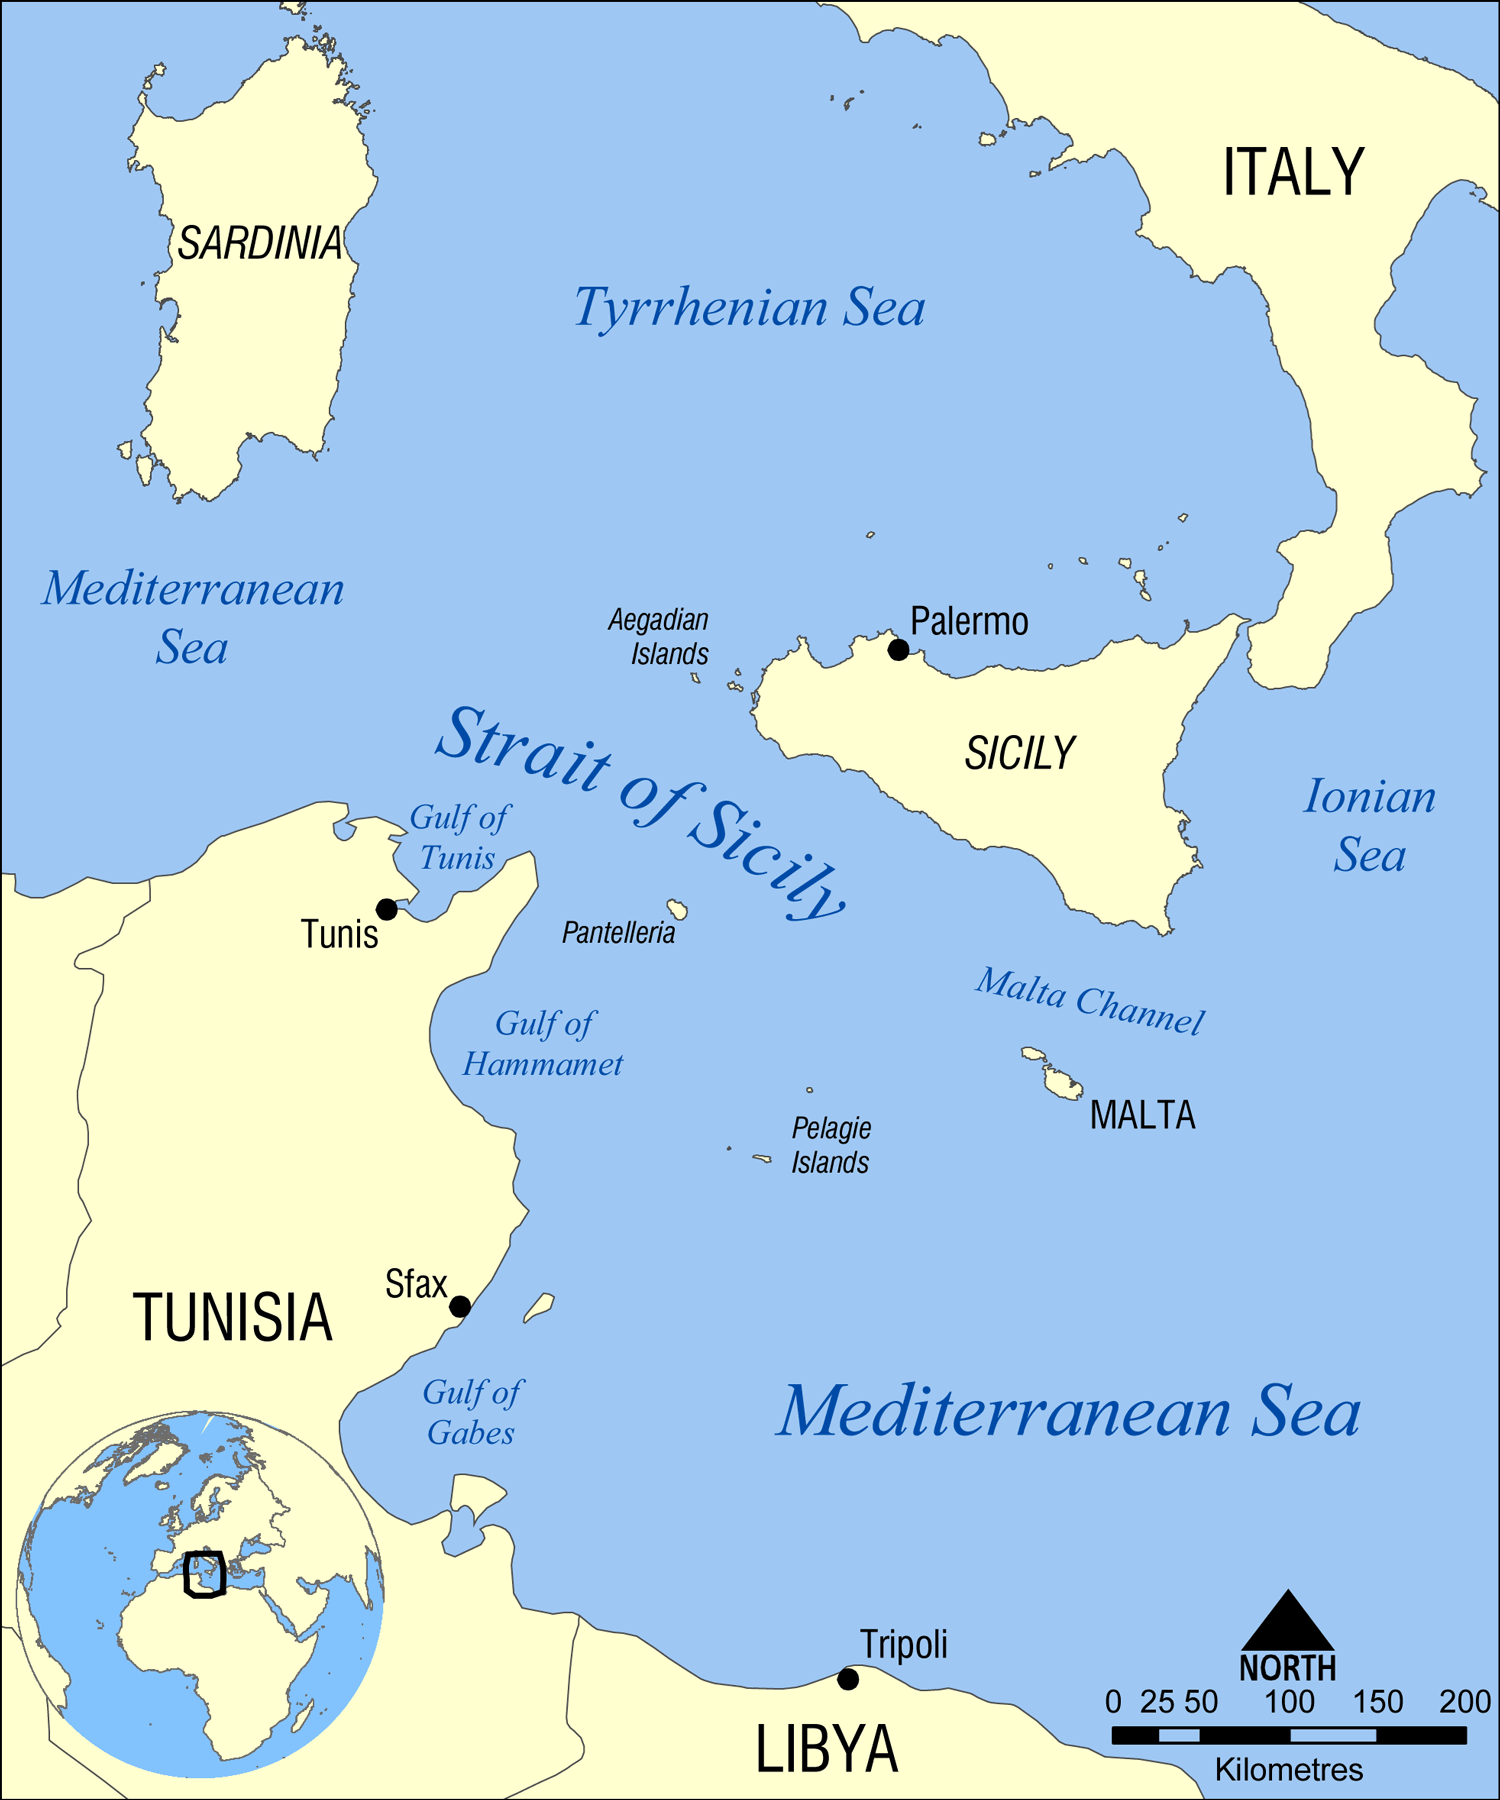 ITALY
SARDINIA
Tyrrhenian Sea
Mediterranean
Sea
Aegadian
Islands
Palermo
Strait of Sicily
SICILY
Ionian
Sea
Gulf of
Tunis
Tunis
Pantelleria
Malta Channel
Gulf of
Hammamet
MALTA
Pelagie
Islands
Sfax
TUNISIA
Gulf of
Gabes
Mediterranean Sea
Tripoli
LIBYA
NORTH
0 25 50 100 150 200
Kilometres